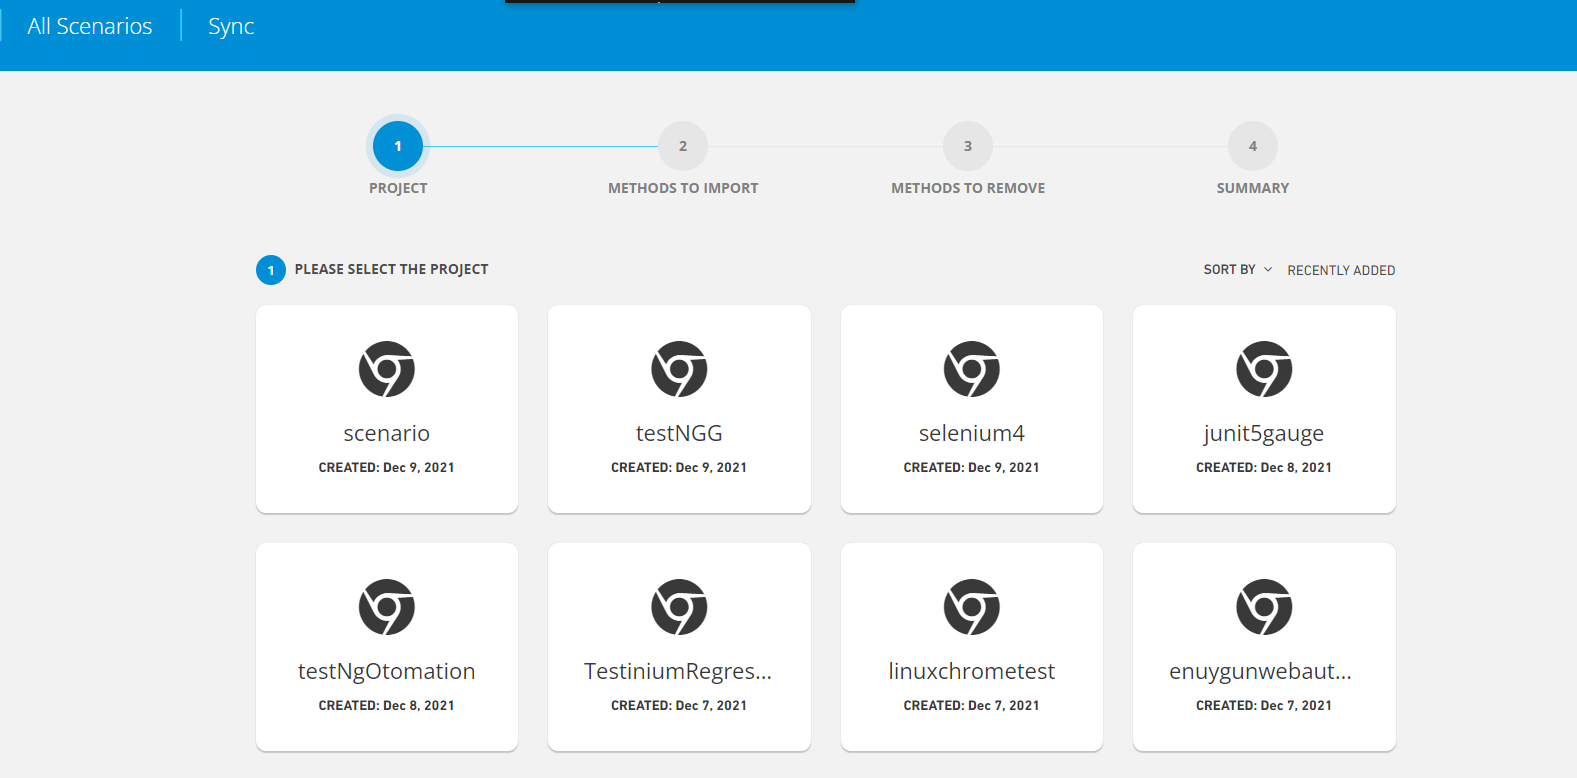 All Scenarios
Sync
1
2
3
4
PROJECT
METHODS TO IMPORT
METHODS TO REMOVE
SUMMARY
1 PLEASE SELECT THE PROJECT
SORT BY RECENTLY ADDED
scenario
CREATED: Dec 9, 2021
testNGG
CREATED: Dec 9, 2021
selenium4
CREATED: Dec 9, 2021
junit5gauge
CREATED: Dec 8, 2021
testNgOtomation
CREATED: Dec 8, 2021
TestiniumRegres...
CREATED: Dec 7, 2021
linuxchrometest
CREATED: Dec 7, 2021
enuygunwebaut...
CREATED: Dec 7, 2021